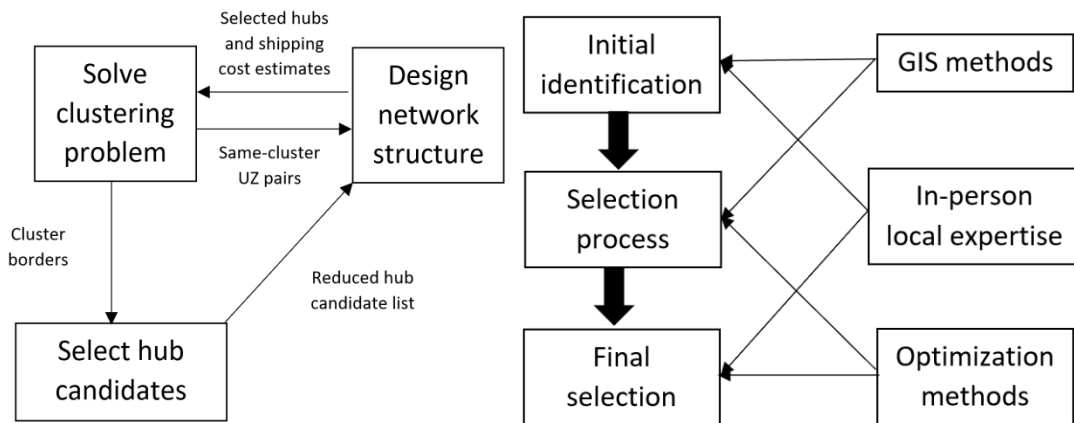 Solve
clustering
problem
Selected hubs
and shipping
cost estimates
Same-cluster
UZ pairs
Design
network
structure
Cluster
borders
Reduced hub
candidate list
Select hub
candidates
Initial
identification
Selection
process
Final
selection
GIS methods
In-person
local expertise
Optimization
methods